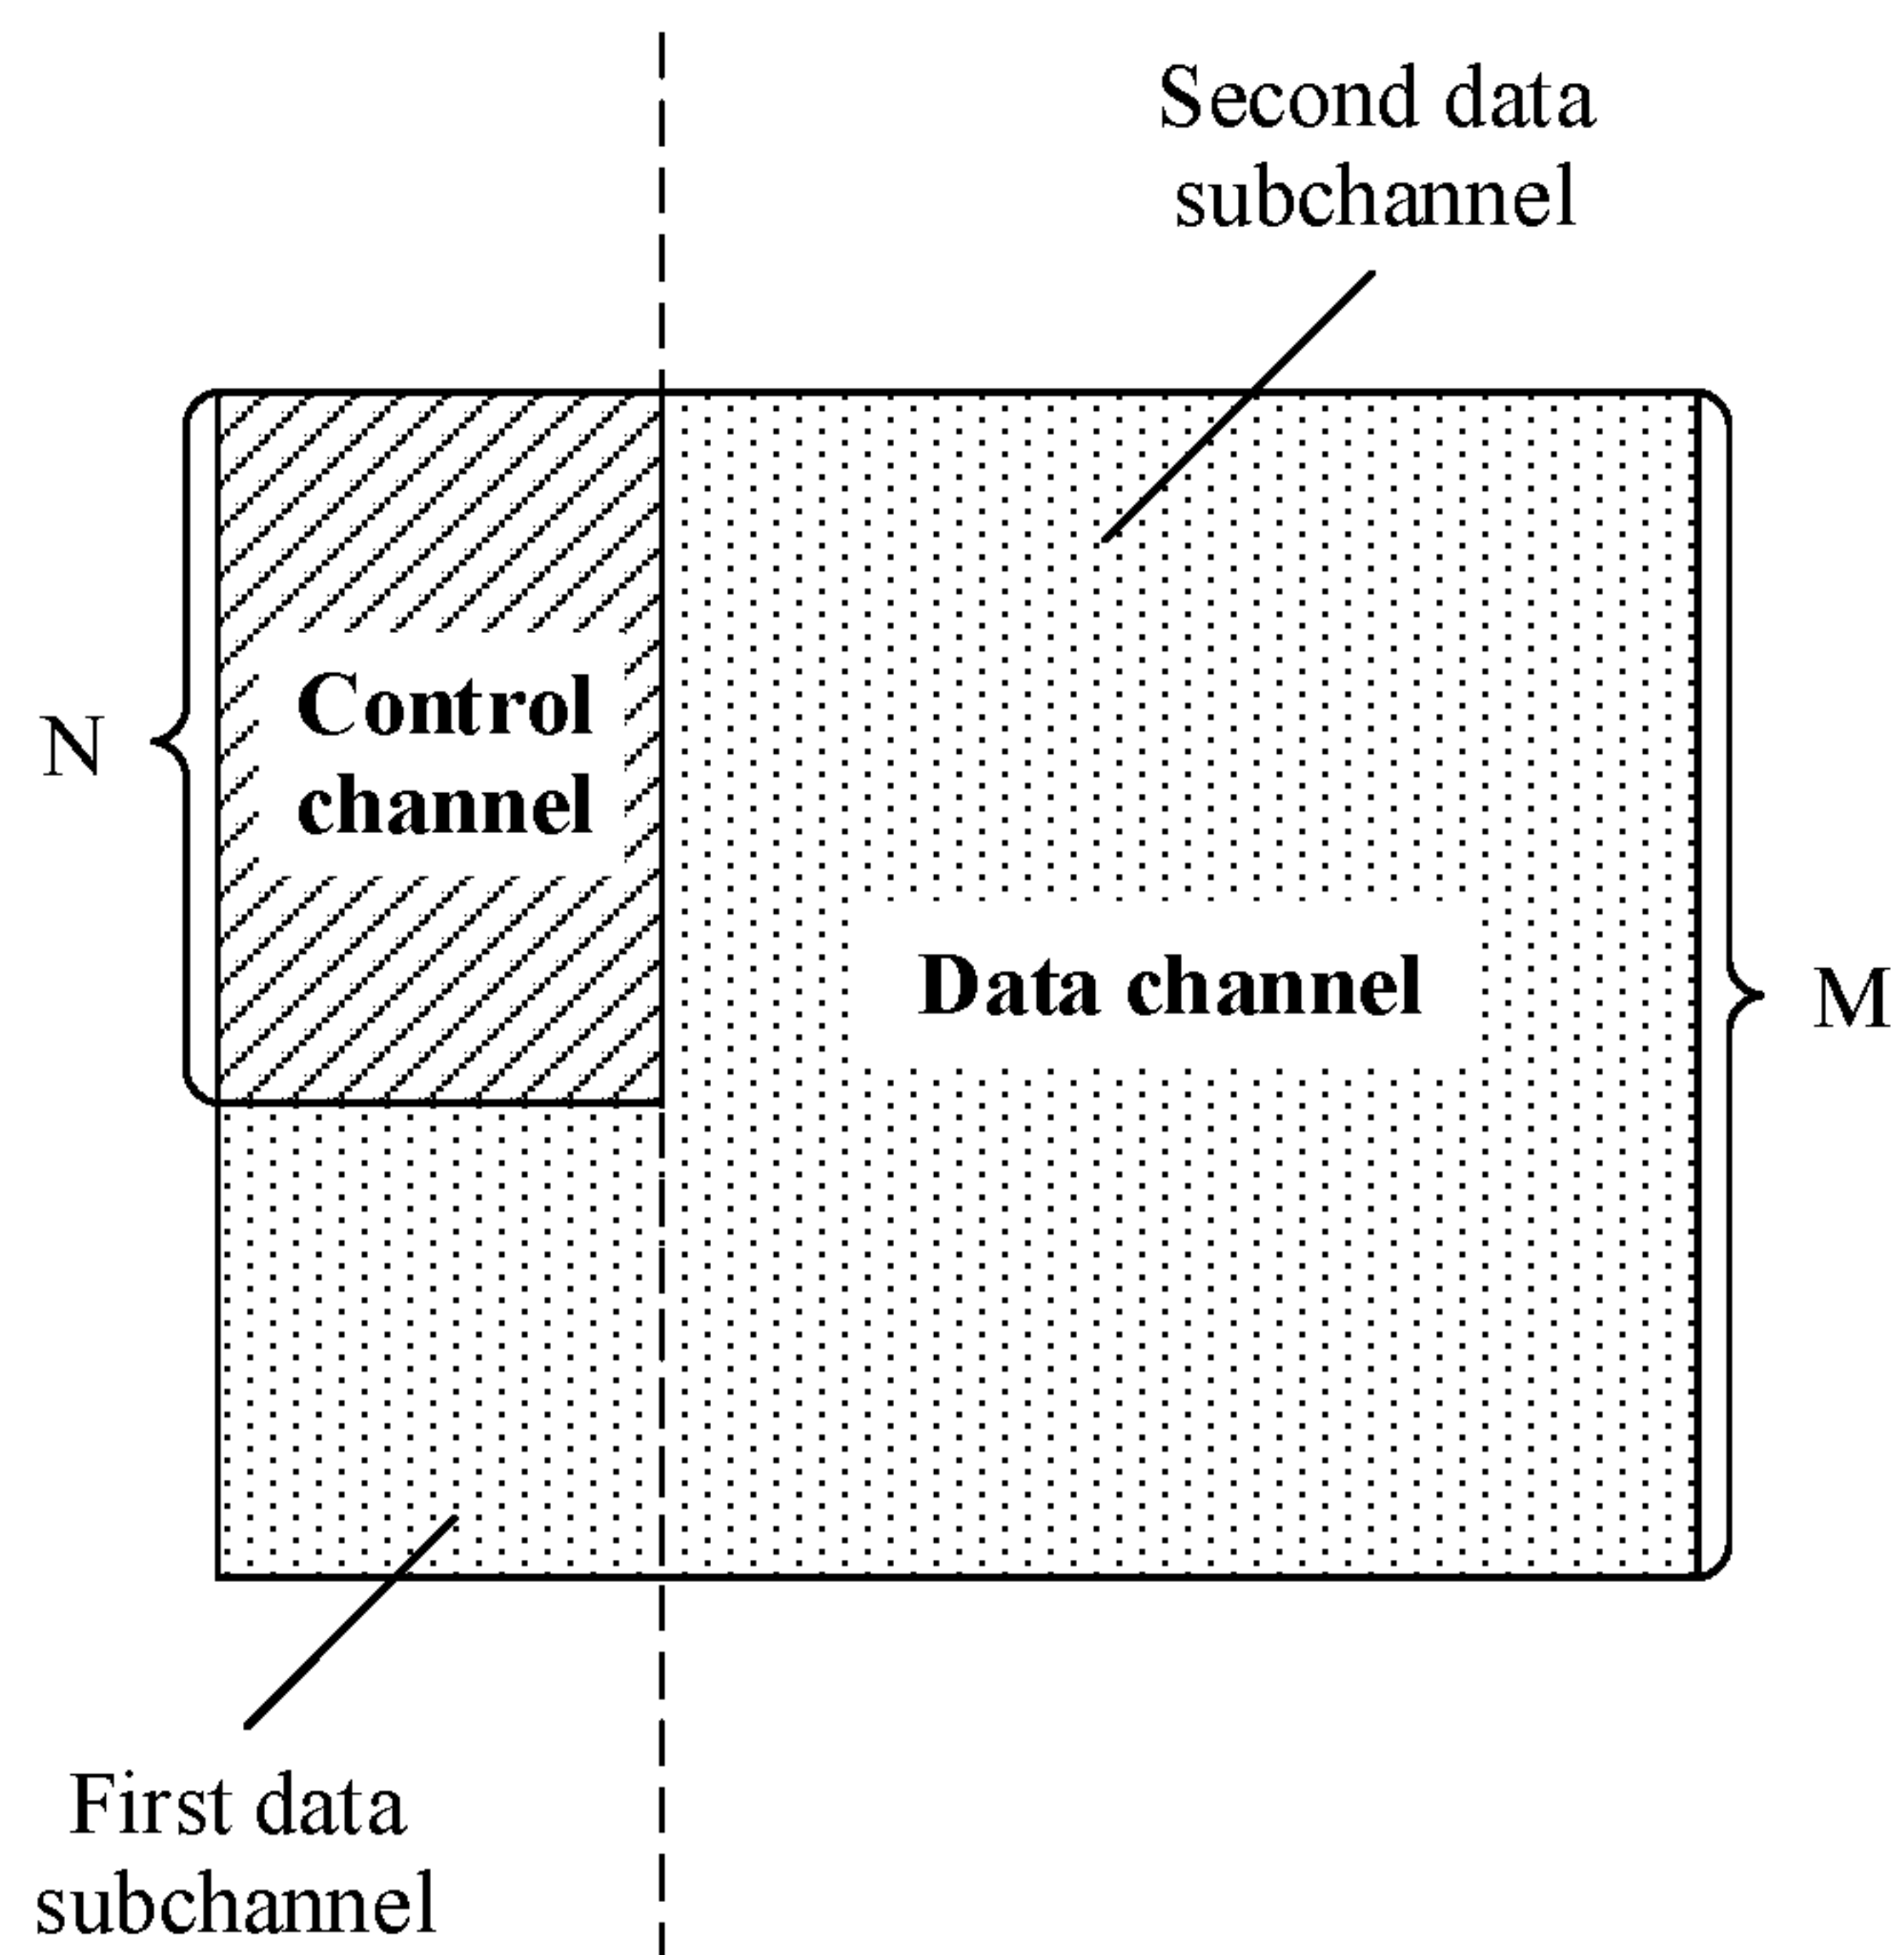 Second data
subchannel
Control
channel
N
Data channel
M
First data
subchannel